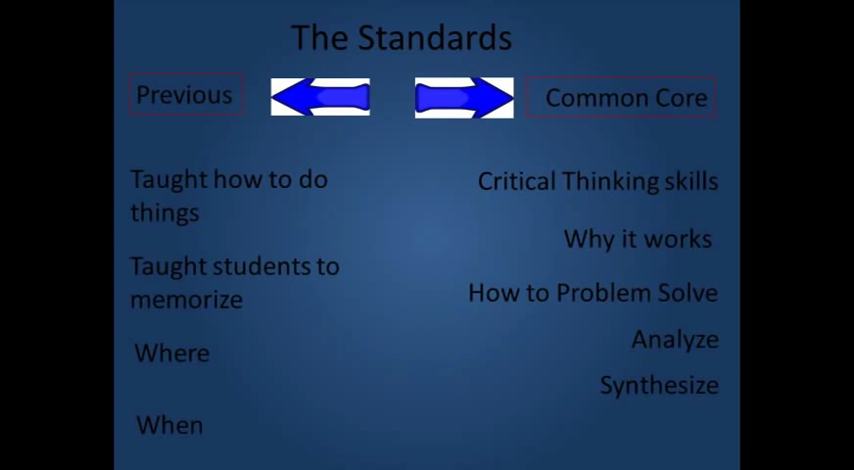 The Standards
Previous
Common Core
Taught how to do
things
Taught students to
memorize
Where
When
Critical Thinking skills
Why it works
How to Problem Solve
Analyze
Synthesize